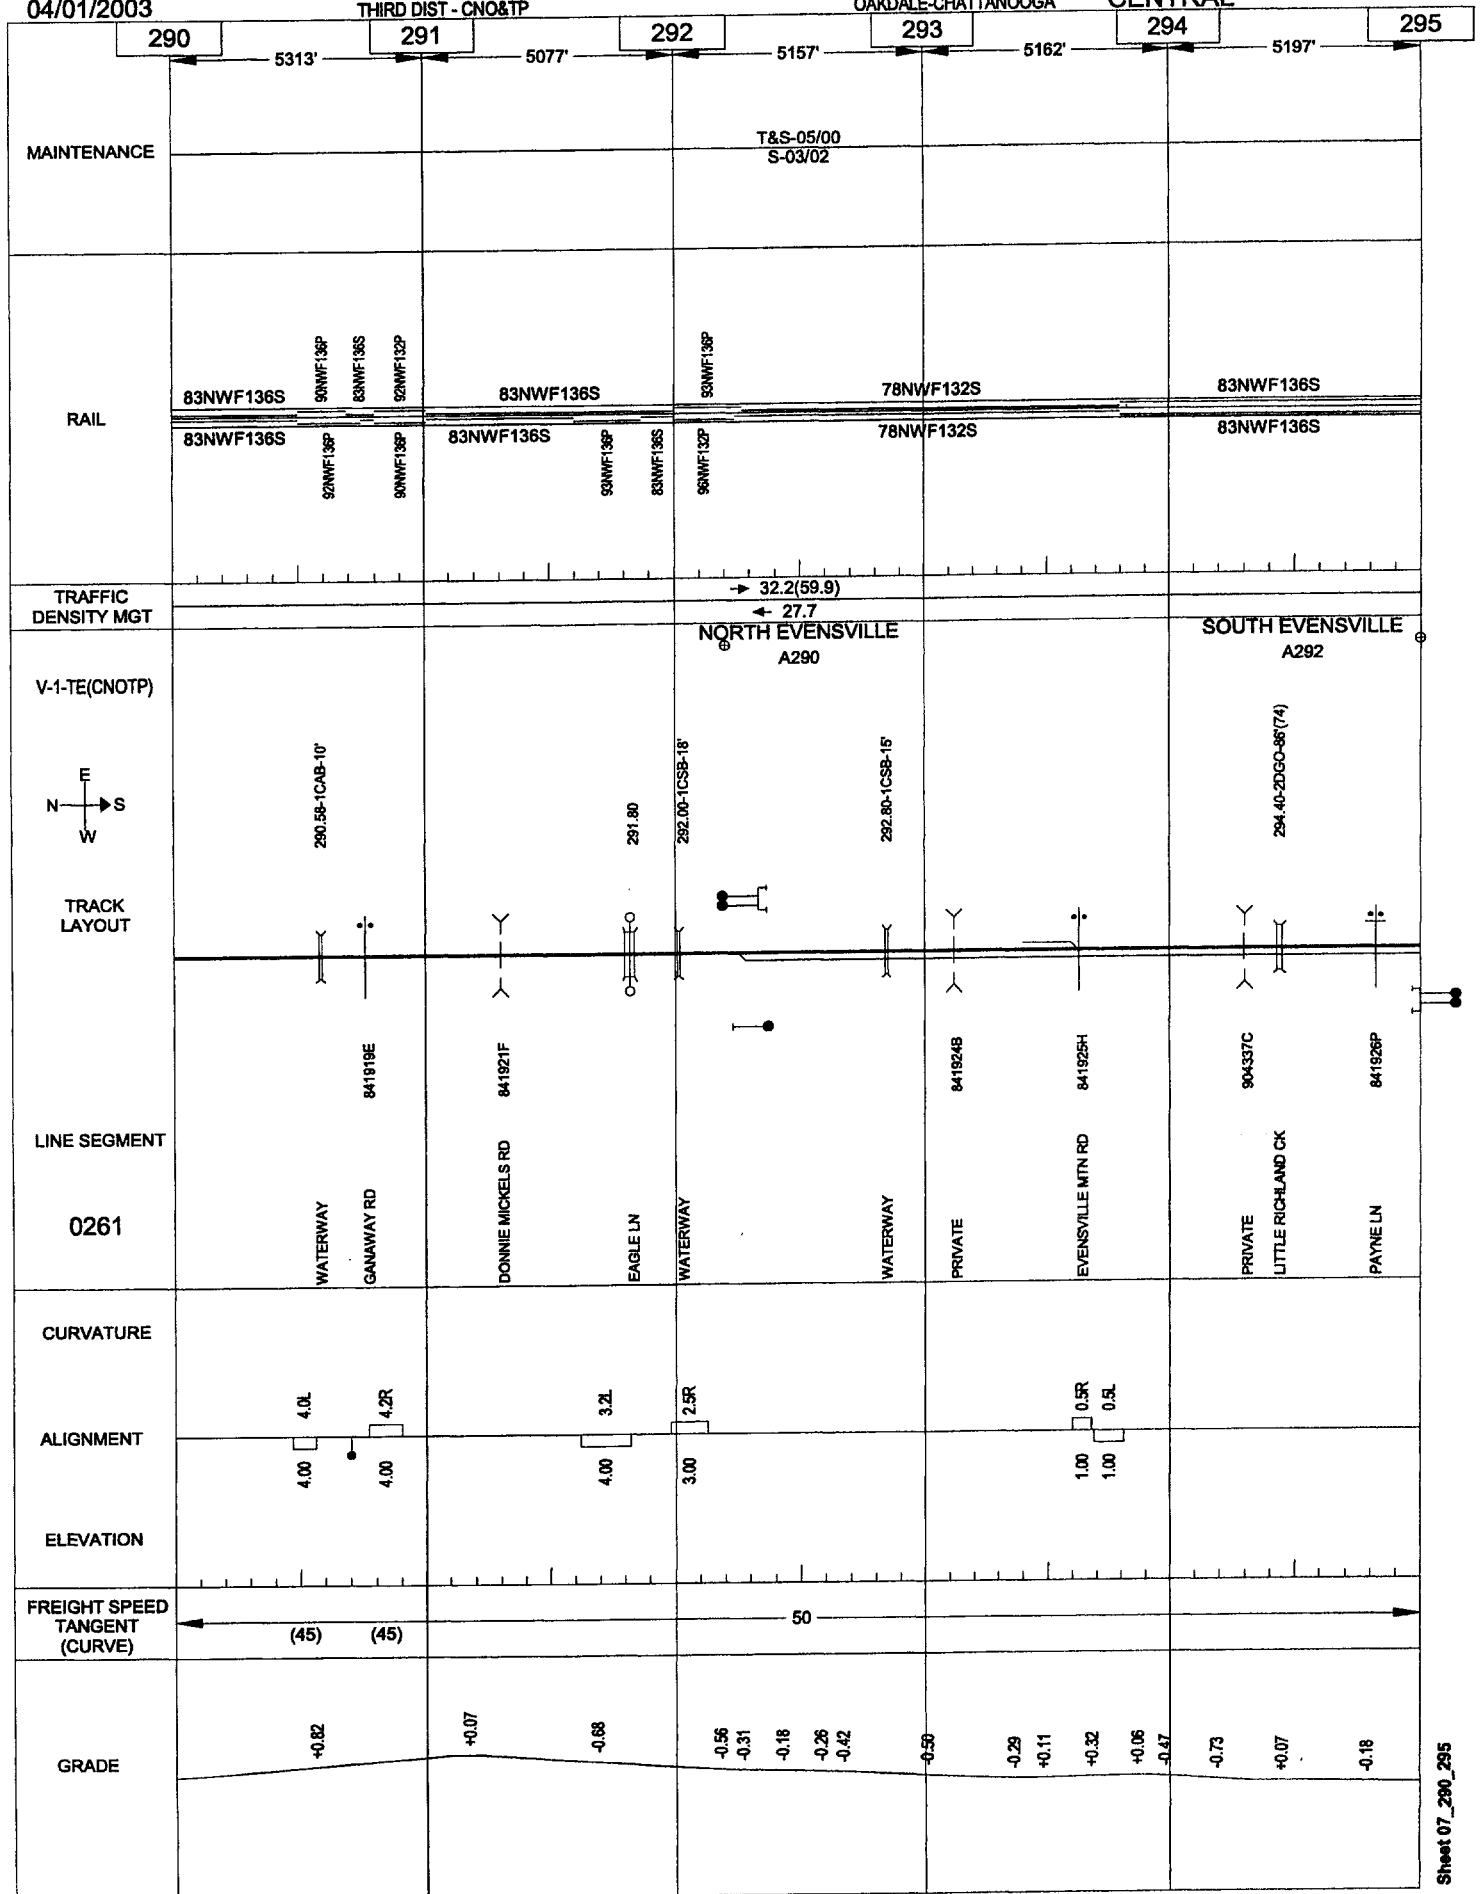 04/01/2003 THIRD DIST - CNO&TP OAKDALE-CHATTANOOGA CENTRAL
290 291 292 293 294 295
5313' 5077' 5157' 5162' 5197'
MAINTENANCE
T&S-05/00
S-03/02
RAIL
90NWF136P 83NWF136S 92NWF132P 93NWF136P
83NWF136S 83NWF136S 78NWF132S 83NWF136S
83NWF136S 83NWF136S 78NWF132S 83NWF136S
92NWF136P 90NWF136P 93NWF136P 83NWF136S 96NWF132P
TRAFFIC
DENSITY MGT
32.2(59.9)
27.7
NORTH EVENSVILLE
A290
SOUTH EVENSVILLE
A292
V-1-TE(CNOTP)
E
N S
W
290.58-1CAB-10'
291.80
292.00-1CSB-18'
292.80-1CSB-15'
294.40-2DGO-86'(74)
TRACK
LAYOUT
841919E
841921F
841924B
841925H
904337C
841926P
LINE SEGMENT
0261
WATERWAY
GANAWAY RD
DONNIE MICKELS RD
EAGLE LN
WATERWAY
WATERWAY
PRIVATE
EVENSVILLE MTN RD
PRIVATE
LITTLE RICHLAND CK
PAYNE LN
CURVATURE
4.0L 4.2R 3.2L 2.5R 0.5R 0.5L
ALIGNMENT
4.00 4.00 4.00 3.00 1.00 1.00
ELEVATION
FREIGHT SPEED
TANGENT
(CURVE)
50
(45) (45)
GRADE
+0.82 +0.07 -0.68 -0.56 -0.31 -0.18 -0.26 -0.42 -0.50 -0.29 +0.11 +0.32 +0.06 -0.47 -0.73 +0.07 -0.18
Sheet 07_290_295